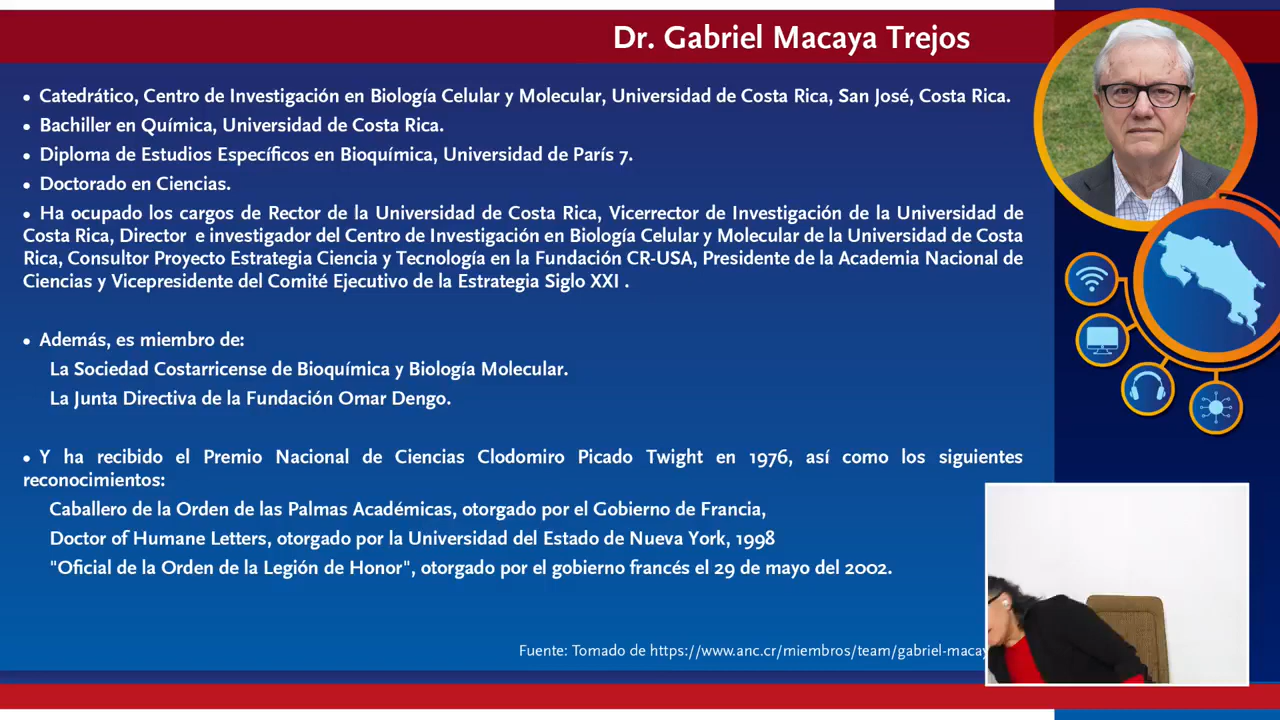 Dr. Gabriel Macaya Trejos
• Catedrático, Centro de Investigación en Biología Celular y Molecular, Universidad de Costa Rica, San José, Costa Rica.
• Bachiller en Química, Universidad de Costa Rica.
• Diploma de Estudios Específicos en Bioquímica, Universidad de París 7.
• Doctorado en Ciencias.
• Ha ocupado los cargos de Rector de la Universidad de Costa Rica, Vicerrector de Investigación de la Universidad de
Costa Rica, Director e investigador del Centro de Investigación en Biología Celular y Molecular de la Universidad de Costa
Rica, Consultor Proyecto Estrategia Ciencia y Tecnología en la Fundación CR-USA, Presidente de la Academia Nacional de
Ciencias y Vicepresidente del Comité Ejecutivo de la Estrategia Siglo XXI .
• Además, es miembro de:
La Sociedad Costarricense de Bioquímica y Biología Molecular.
La Junta Directiva de la Fundación Omar Dengo.
• Y ha recibido el Premio Nacional de Ciencias Clodomiro Picado Twight en 1976, así como los siguientes
reconocimientos:
Caballero de la Orden de las Palmas Académicas, otorgado por el Gobierno de Francia,
Doctor of Humane Letters, otorgado por la Universidad del Estado de Nueva York, 1998
"Oficial de la Orden de la Legión de Honor", otorgado por el gobierno francés el 29 de mayo del 2002.
Fuente: Tomado de https://www.anc.cr/miembros/team/gabriel-macay